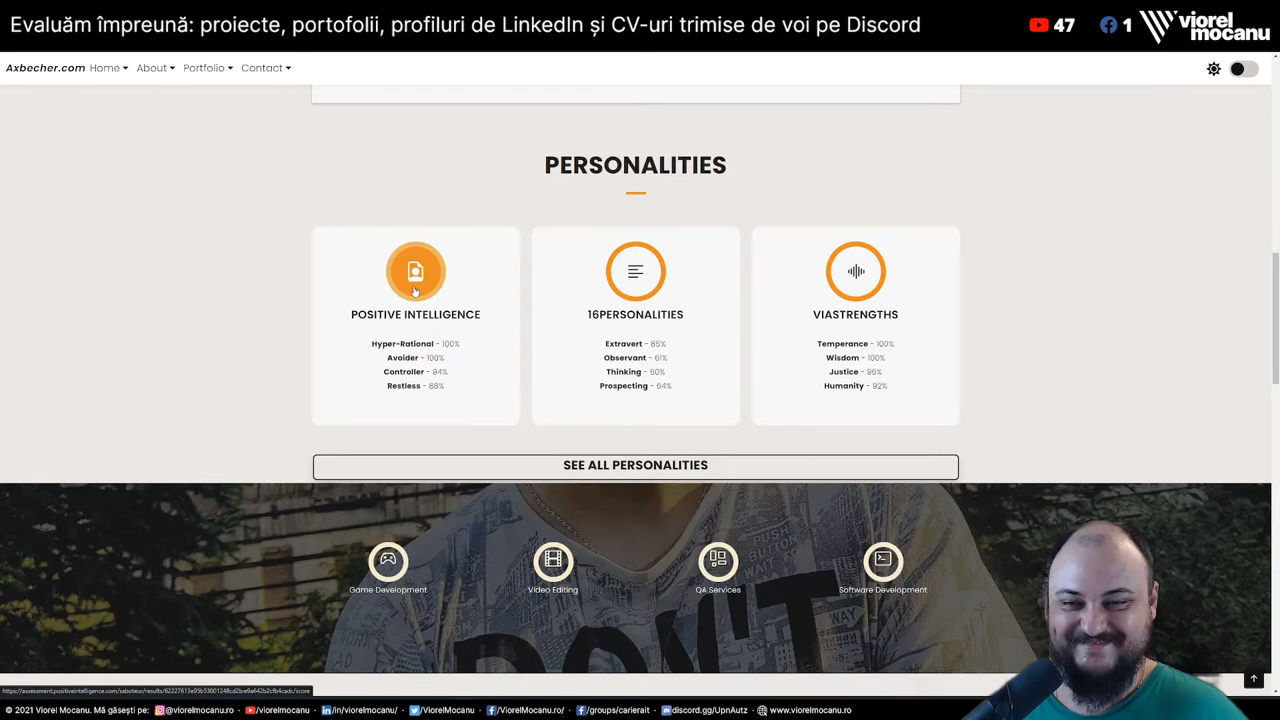 Evaluăm împreună: proiecte, portofolii, profiluri de LinkedIn și CV-uri trimise de voi pe Discord
47
1
viorel mocanu
Axbecher.com Home About Portfolio Contact
PERSONALITIES
POSITIVE INTELLIGENCE
Hyper-Rational - 100%
Avoider - 100%
Controller - 94%
Restless - 88%
16PERSONALITIES
Extravert - 85%
Observant - 61%
Thinking - 60%
Prospecting - 64%
VIASTRENGTHS
Temperance - 100%
Wisdom - 100%
Justice - 96%
Humanity - 92%
SEE ALL PERSONALITIES
PUSH
BUTTON
WAIT
Game Development
Video Editing
QA Services
Software Development
DON'T
© 2021 Viorel Mocanu. Mă găsești pe: @viorelmocanu.ro /viorelmocanu /in/viorelmocanu/ /ViorelMocanu /ViorelMocanu.ro/ /groups/carierait discord.gg/UpnAutz www.viorelmocanu.ro